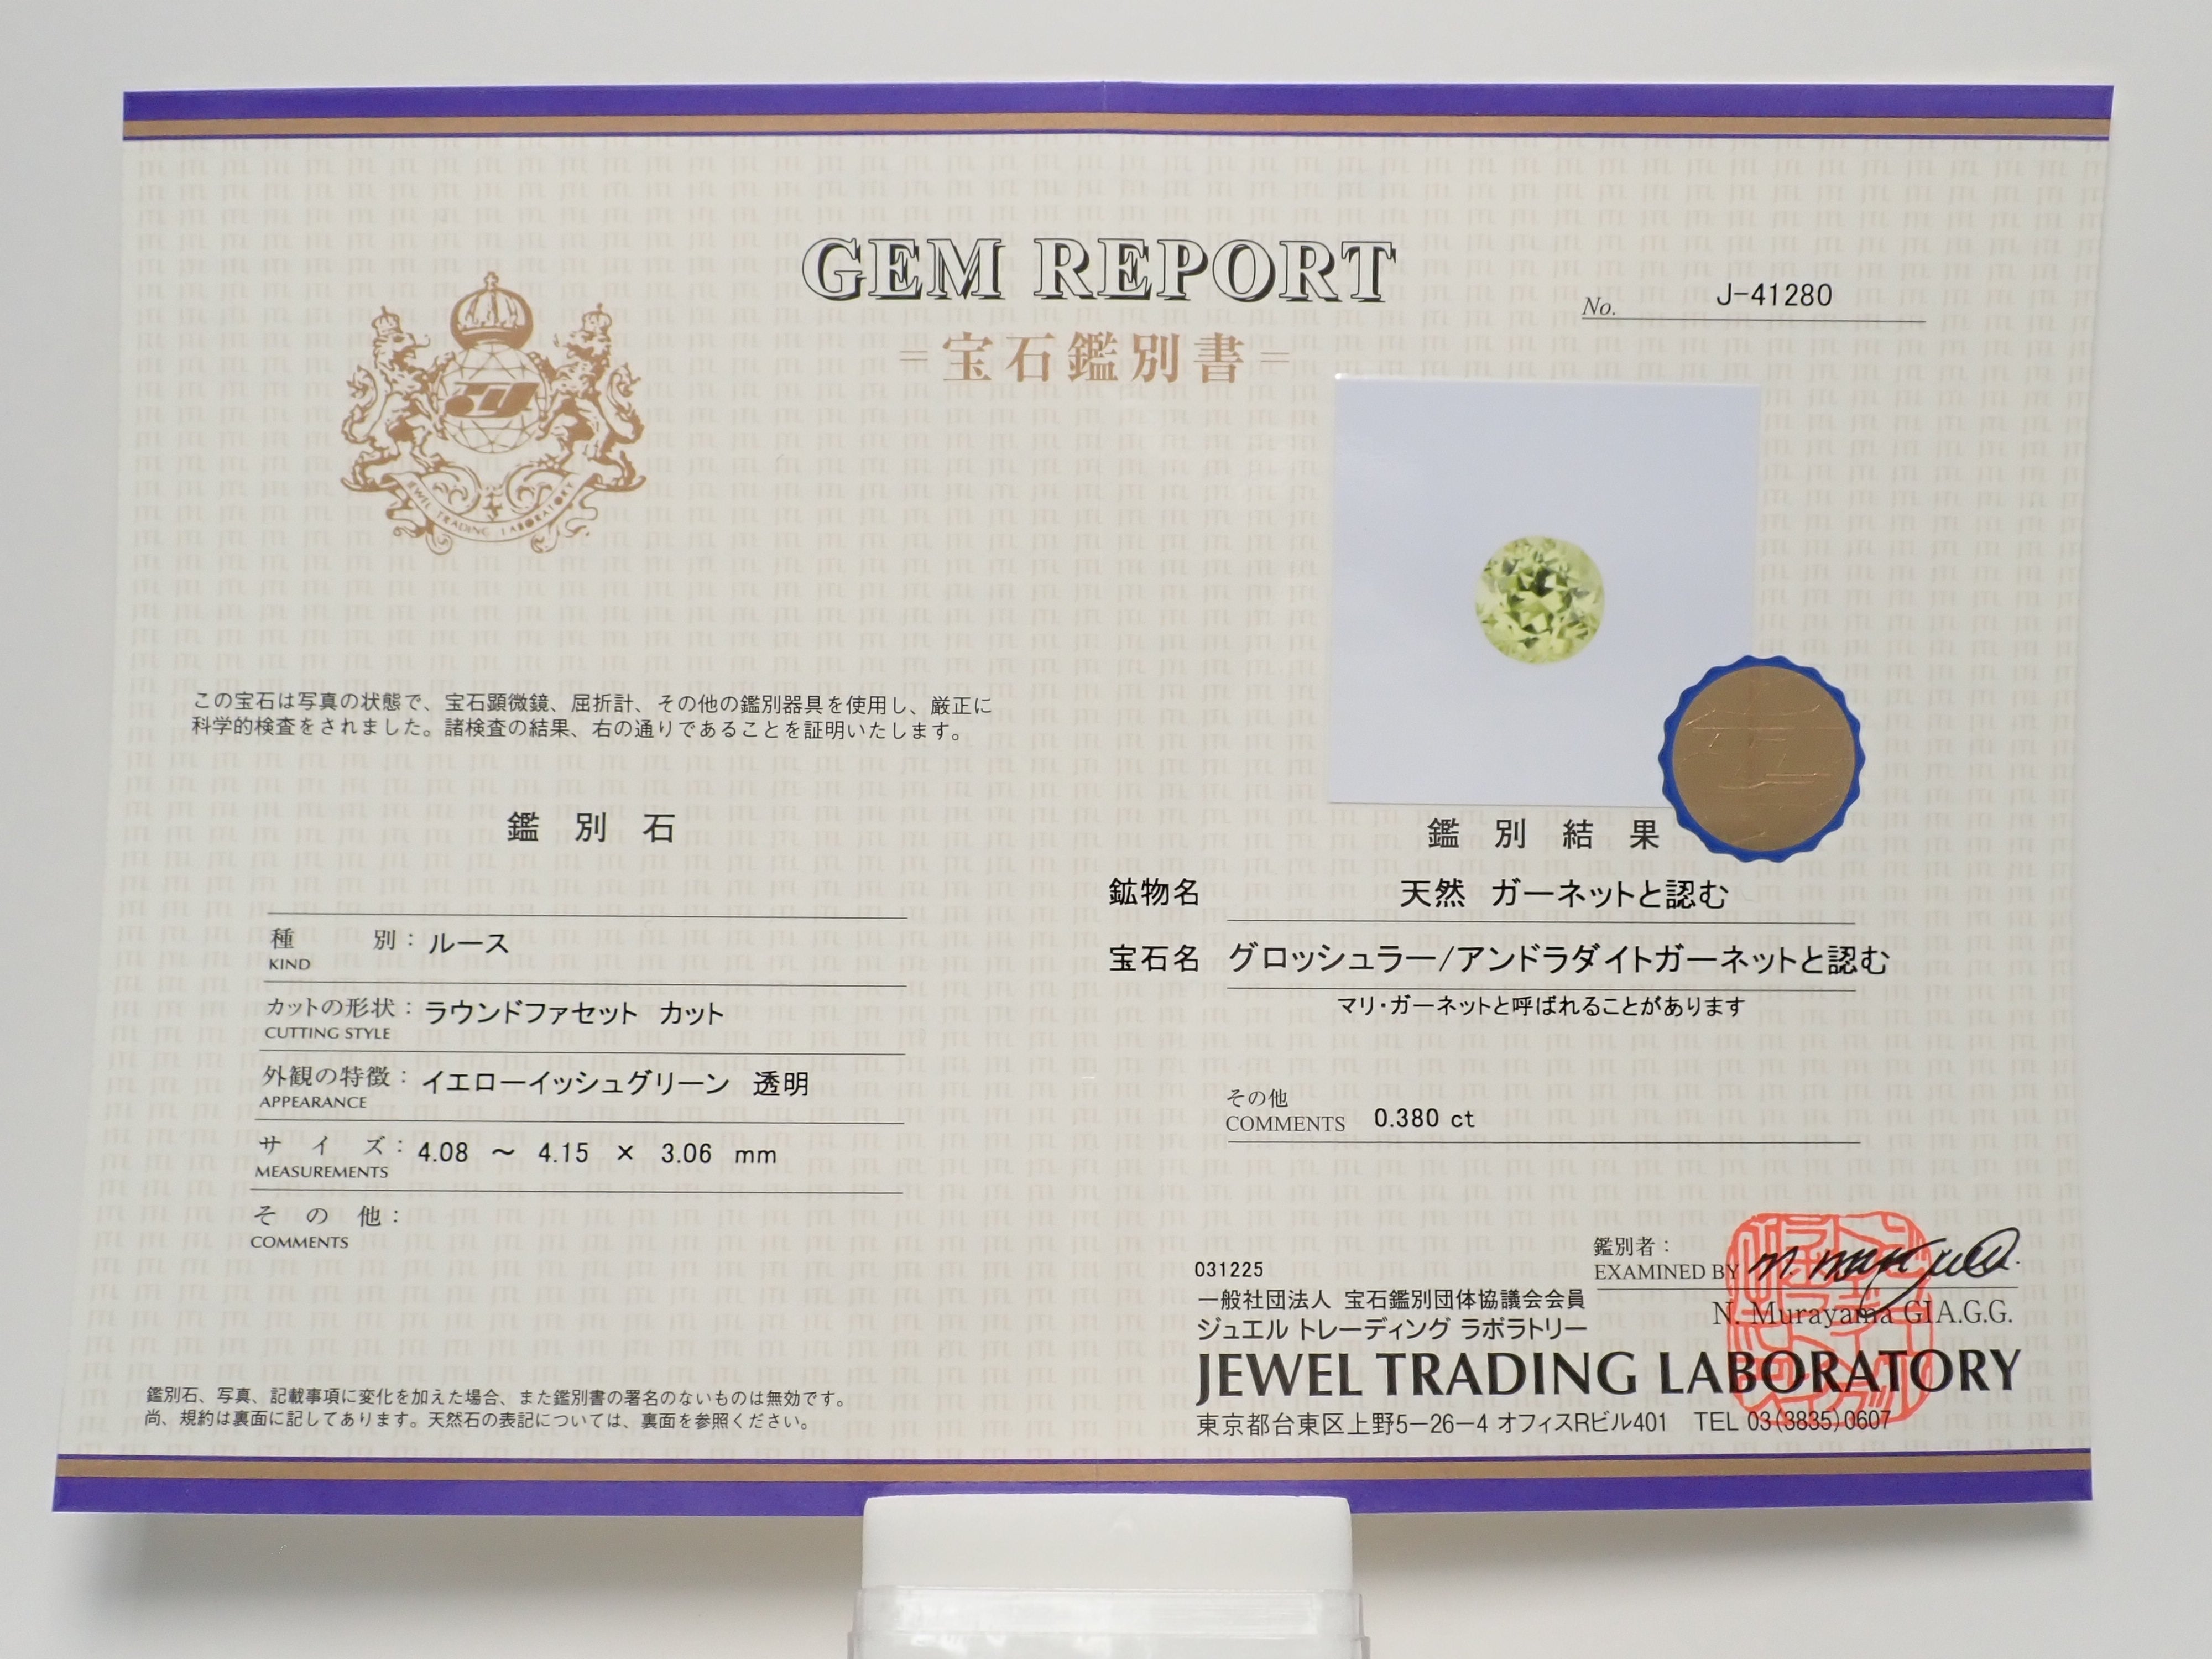 GEM REPORT
=宝石鑑別書=
No. J-41280
JEWEL TRADING LABORATORY
この宝石は写真の状態で、宝石顕微鏡、屈折計、その他の鑑別器具を使用し、厳正に
科学的検査をされました。諸検査の結果、右の通りであることを証明いたします。
鑑別石
種別:ルース
KIND
カットの形状:ラウンドファセット カット
CUTTING STYLE
外観の特徴:イエローイッシュグリーン 透明
APPEARANCE
サイズ:4.08 ～ 4.15 × 3.06 mm
MEASUREMENTS
その他:
COMMENTS
鑑別石、写真、記載事項に変化を加えた場合、また鑑別書の署名のないものは無効です。
尚、規約は裏面に記してあります。天然石の表記については、裏面を参照ください。
鑑別結果
鉱物名 天然 ガーネットと認む
宝石名 グロッシュラー/アンドラダイトガーネットと認む
マリ・ガーネットと呼ばれることがあります
その他
COMMENTS 0.380 ct
鑑別者:
EXAMINED BY
N. Murayama GIA.G.G.
031225
一般社団法人 宝石鑑別団体協議会会員
ジュエル トレーディング ラボラトリー
JEWEL TRADING LABORATORY
東京都台東区上野5－26－4 オフィスRビル401 TEL 03(3835)0607